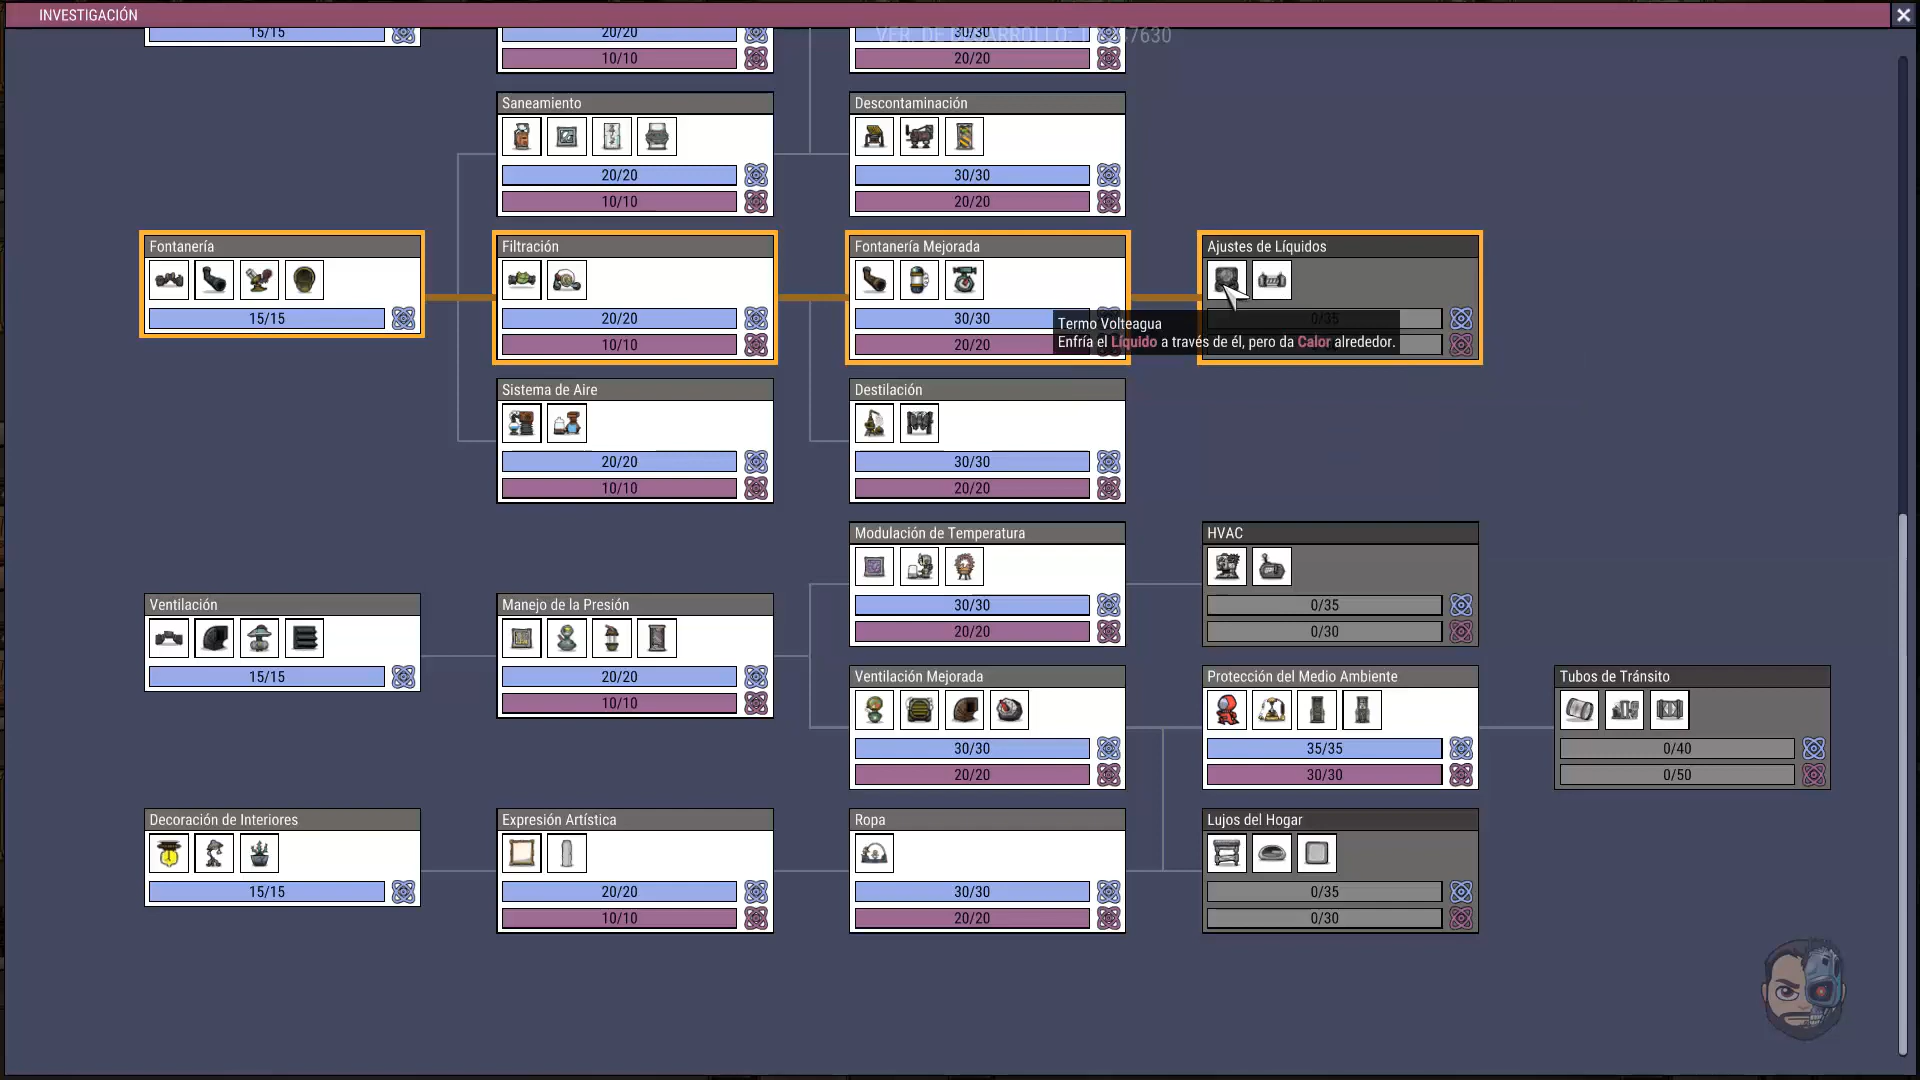 INVESTIGACIÓN
15/15
20/20
10/10
30/30
20/20
Saneamiento
20/20
10/10
Descontaminación
30/30
20/20
Fontanería
15/15
Filtración
20/20
10/10
Fontanería Mejorada
30/30
20/20
Ajustes de Líquidos
0/35
Termo Volteagua
Enfría el Líquido a través de él, pero da Calor alrededor.
Sistema de Aire
20/20
10/10
Destilación
30/30
20/20
Modulación de Temperatura
30/30
20/20
HVAC
0/35
0/30
Ventilación
15/15
Manejo de la Presión
20/20
10/10
Ventilación Mejorada
30/30
20/20
Protección del Medio Ambiente
35/35
30/30
Tubos de Tránsito
0/40
0/50
Decoración de Interiores
15/15
Expresión Artística
20/20
10/10
Ropa
30/30
20/20
Lujos del Hogar
0/35
0/30